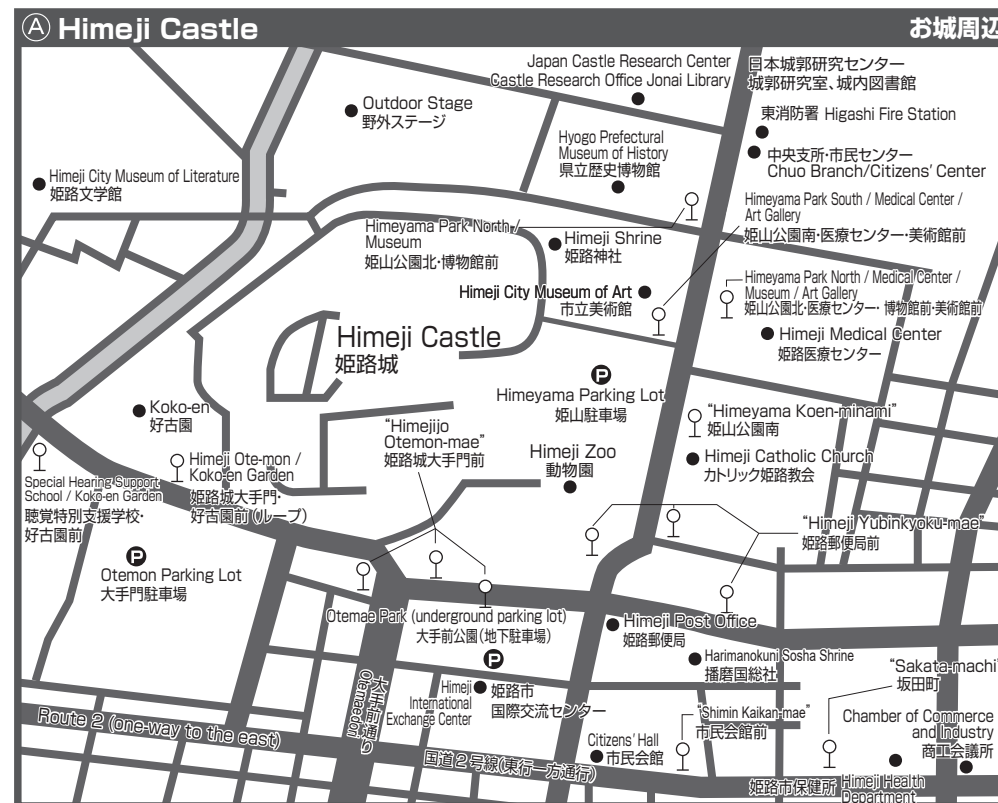 Ⓐ Himeji Castle
お城周辺
Japan Castle Research Center
Castle Research Office Jonai Library
日本城郭研究センター
城郭研究室、城内図書館
Outdoor Stage
野外ステージ
東消防署 Higashi Fire Station
Hyogo Prefectural
Museum of History
県立歴史博物館
中央支所・市民センター
Chuo Branch/Citizens' Center
Himeji City Museum of Literature
姫路文学館
Himeyama Park South / Medical Center /
Art Gallery
姫山公園南・医療センター・美術館前
Himeyama Park North /
Museum
姫山公園北・博物館前
Himeji Shrine
姫路神社
Himeyama Park North / Medical Center /
Museum / Art Gallery
姫山公園北・医療センター・博物館前・美術館前
Himeji City Museum of Art
市立美術館
Himeji Castle
姫路城
Himeji Medical Center
姫路医療センター
P
Himeyama Parking Lot
姫山駐車場
Koko-en
好古園
"Himejijo
Otemon-mae"
姫路城大手門前
"Himeyama Koen-minami"
姫山公園南
Himeji Zoo
動物園
Himeji Catholic Church
カトリック姫路教会
Special Hearing Support
School / Koko-en Garden
聴覚特別支援学校・
好古園前
Himeji Ote-mon /
Koko-en Garden
姫路城大手門・
好古園前(ループ)
"Himeji Yubinkyoku-mae"
姫路郵便局前
P
Otemon Parking Lot
大手門駐車場
Otemae Park (underground parking lot)
大手前公園(地下駐車場)
P
Himeji Post Office
姫路郵便局
Harimanokuni Sosha Shrine
播磨国総社
"Sakata-machi"
坂田町
Himeji
International
Exchange Center
姫路市
国際交流センター
大手前通り
Otemaedori
Route 2 (one-way to the east)
国道2号線(東行一方通行)
"Shimin Kaikan-mae"
市民会館前
Citizens' Hall
市民会館
Chamber of Commerce
and Industry
商工会議所
姫路市保健所
Himeji Health
Department